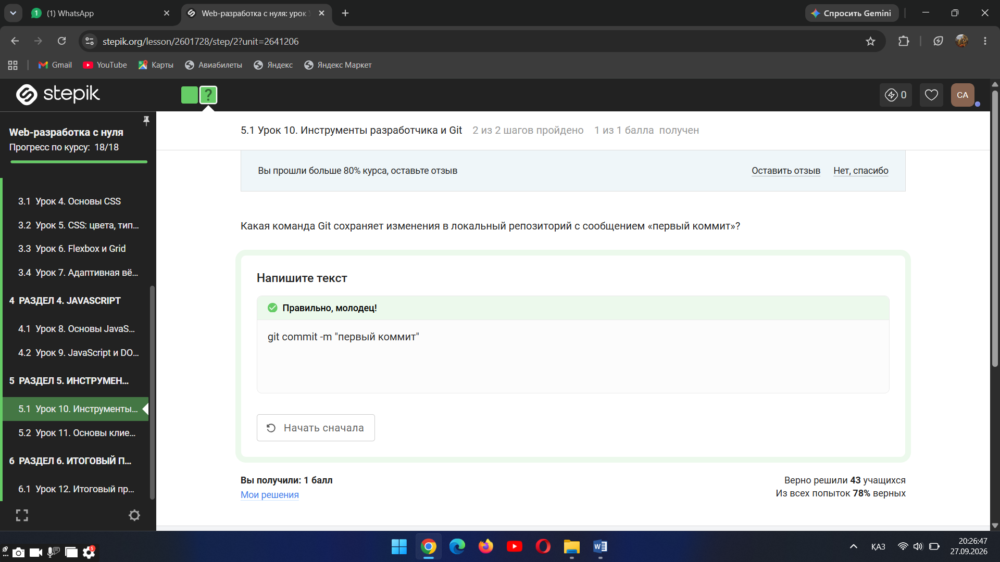 1
(1) WhatsApp
Web-разработка с нуля: урок
Спросить Gemini
stepik.org/lesson/2601728/step/2?unit=2641206
Gmail
YouTube
Карты
Авиабилеты
Яндекс
Яндекс Маркет
stepik
?
0
CA
Web-разработка с нуля
Прогресс по курсу: 18/18
3.1 Урок 4. Основы CSS
3.2 Урок 5. CSS: цвета, тип...
3.3 Урок 6. Flexbox и Grid
3.4 Урок 7. Адаптивная вё...
4 РАЗДЕЛ 4. JAVASCRIPT
4.1 Урок 8. Основы JavaS...
4.2 Урок 9. JavaScript и DO...
5 РАЗДЕЛ 5. ИНСТРУМЕН...
5.1 Урок 10. Инструменты...
5.2 Урок 11. Основы клие...
6 РАЗДЕЛ 6. ИТОГОВЫЙ П...
6.1 Урок 12. Итоговый пр...
5.1 Урок 10. Инструменты разработчика и Git 2 из 2 шагов пройдено 1 из 1 балла получен
Вы прошли больше 80% курса, оставьте отзыв
Оставить отзыв
Нет, спасибо
Какая команда Git сохраняет изменения в локальный репозиторий с сообщением «первый коммит»?
Напишите текст
Правильно, молодец!
git commit -m "первый коммит"
Начать сначала
Вы получили: 1 балл
Мои решения
Верно решили 43 учащихся
Из всех попыток 78% верных
5
ҚАЗ
20:26:47
27.09.2026